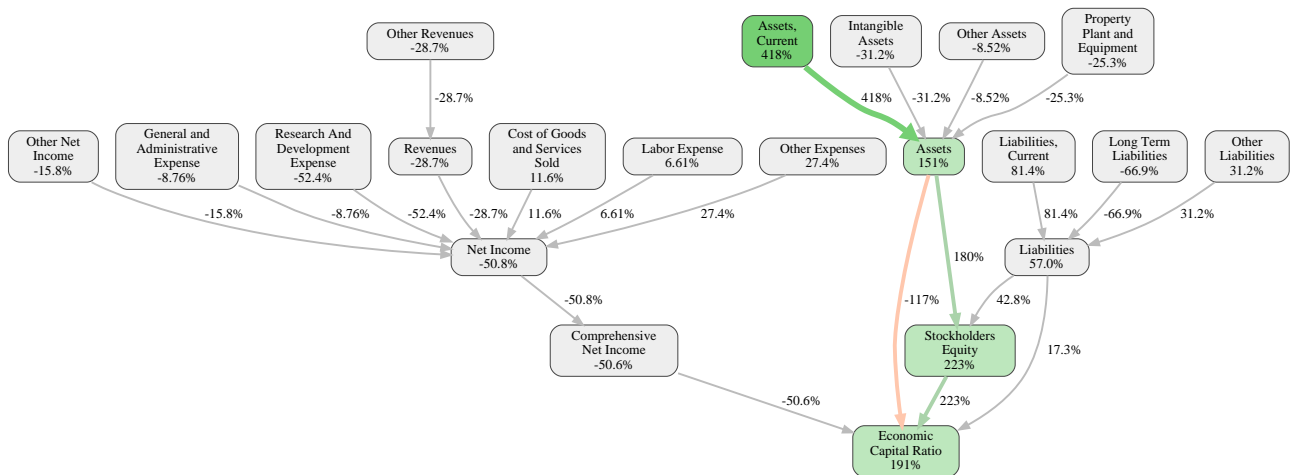 Other Revenues
-28.7%
Assets,
Current
418%
Intangible
Assets
-31.2%
Other Assets
-8.52%
Property
Plant and
Equipment
-25.3%
-28.7%
418%
-31.2%
-8.52%
-25.3%
Other Net
Income
-15.8%
General and
Administrative
Expense
-8.76%
Research And
Development
Expense
-52.4%
Revenues
-28.7%
Cost of Goods
and Services
Sold
11.6%
Labor Expense
6.61%
Other Expenses
27.4%
Assets
151%
Liabilities,
Current
81.4%
Long Term
Liabilities
-66.9%
Other
Liabilities
31.2%
-15.8%
-8.76%
-52.4%
-28.7%
11.6%
6.61%
27.4%
81.4%
-66.9%
31.2%
Net Income
-50.8%
180%
Liabilities
57.0%
-50.8%
-117%
42.8%
Comprehensive
Net Income
-50.6%
Stockholders
Equity
223%
17.3%
-50.6%
223%
Economic
Capital Ratio
191%